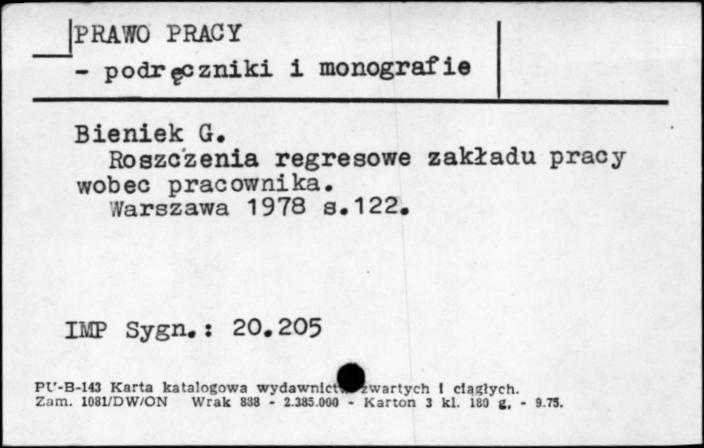 PRAWO PRACY
- podręczniki i monografie
Bieniek G.
Roszczenia regresowe zakładu pracy
wobec pracownika.
Warszawa 1978 s.122.
IMP Sygn.: 20.205
PU-B-143 Karta katalogowa wydawnictw zwartych i ciągłych.
Zam. 1081/DW/ON Wrak 838 - 2.385.000 - Karton 3 kl. 180 g, - 9.75.